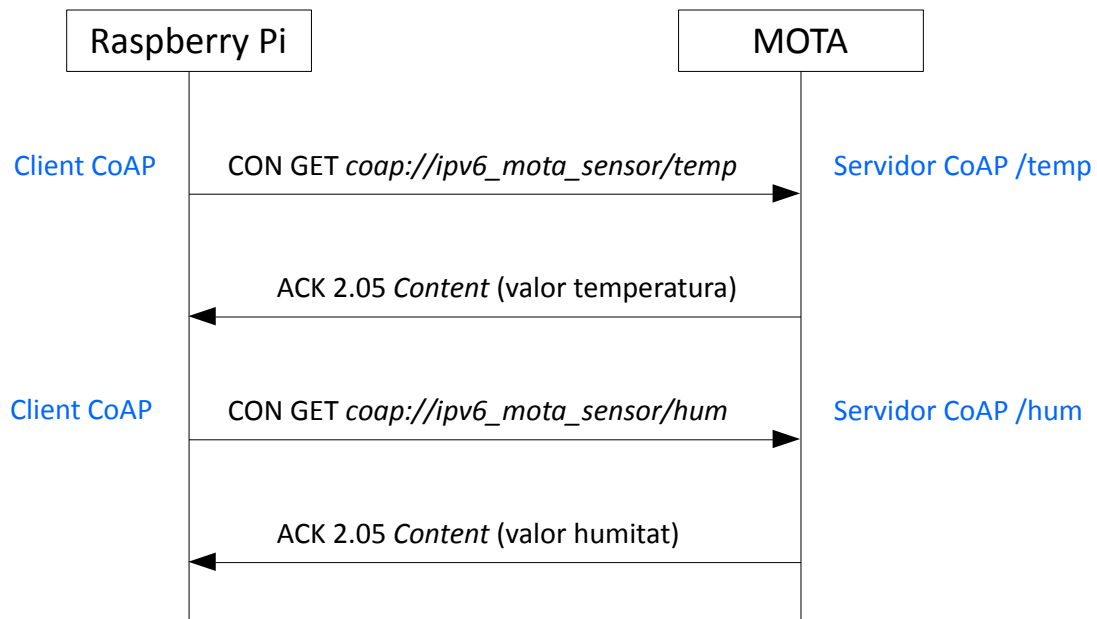 Raspberry Pi
MOTA
Client CoAP
CON GET coap://ipv6_mota_sensor/temp
Servidor CoAP /temp
ACK 2.05 Content (valor temperatura)
Client CoAP
CON GET coap://ipv6_mota_sensor/hum
Servidor CoAP /hum
ACK 2.05 Content (valor humitat)